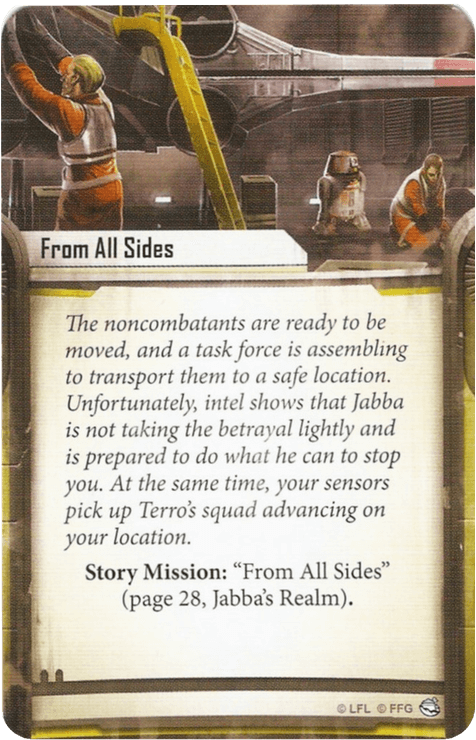 From All Sides
The noncombatants are ready to be
moved, and a task force is assembling
to transport them to a safe location.
Unfortunately, intel shows that Jabba
is not taking the betrayal lightly and
is prepared to do what he can to stop
you. At the same time, your sensors
pick up Terro's squad advancing on
your location.
Story Mission: “From All Sides”
(page 28, Jabba's Realm).
© LFL © FFG